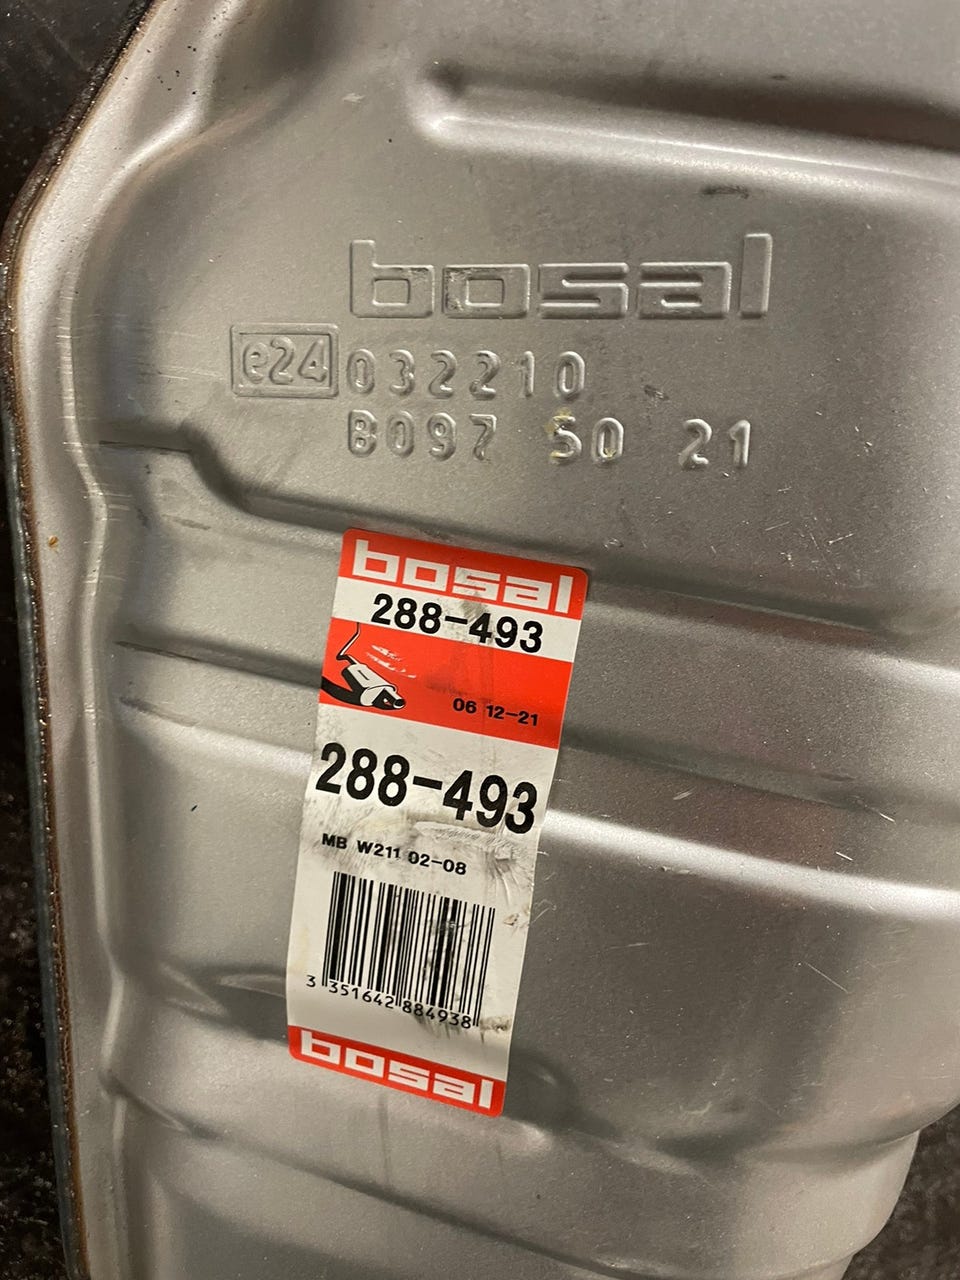 bosal
e24 032210
B097 50 21
bosal
288-493
06 12-21
288-493
MB W211 02-08
3 351642 884938
bosal